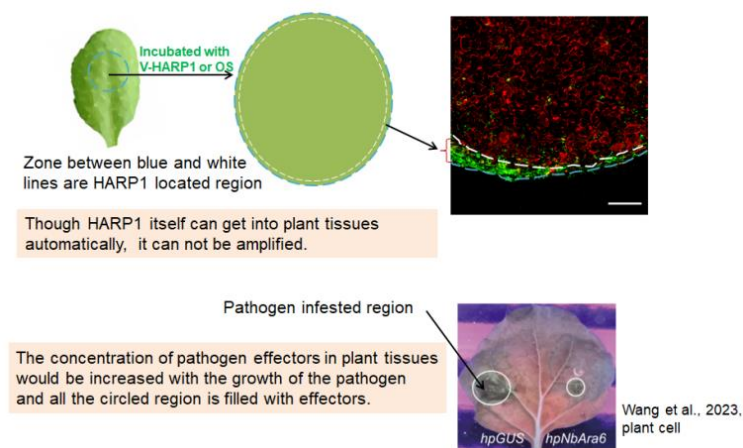 Incubated with
V-HARP1 or OS
Zone between blue and white
lines are HARP1 located region
Though HARP1 itself can get into plant tissues
automatically, it can not be amplified.
Pathogen infested region
The concentration of pathogen effectors in plant tissues
would be increased with the growth of the pathogen
and all the circled region is filled with effectors.
hpGUS
hpNbAra6
Wang et al., 2023,
plant cell